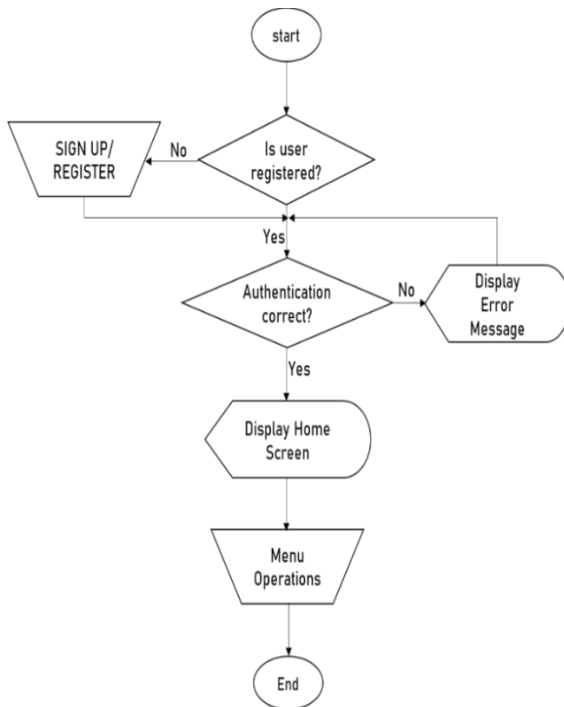 start
Is user
registered?
No
SIGN UP/
REGISTER
Yes
Authentication
correct?
No
Display
Error
Message
Yes
Display Home
Screen
Menu
Operations
End